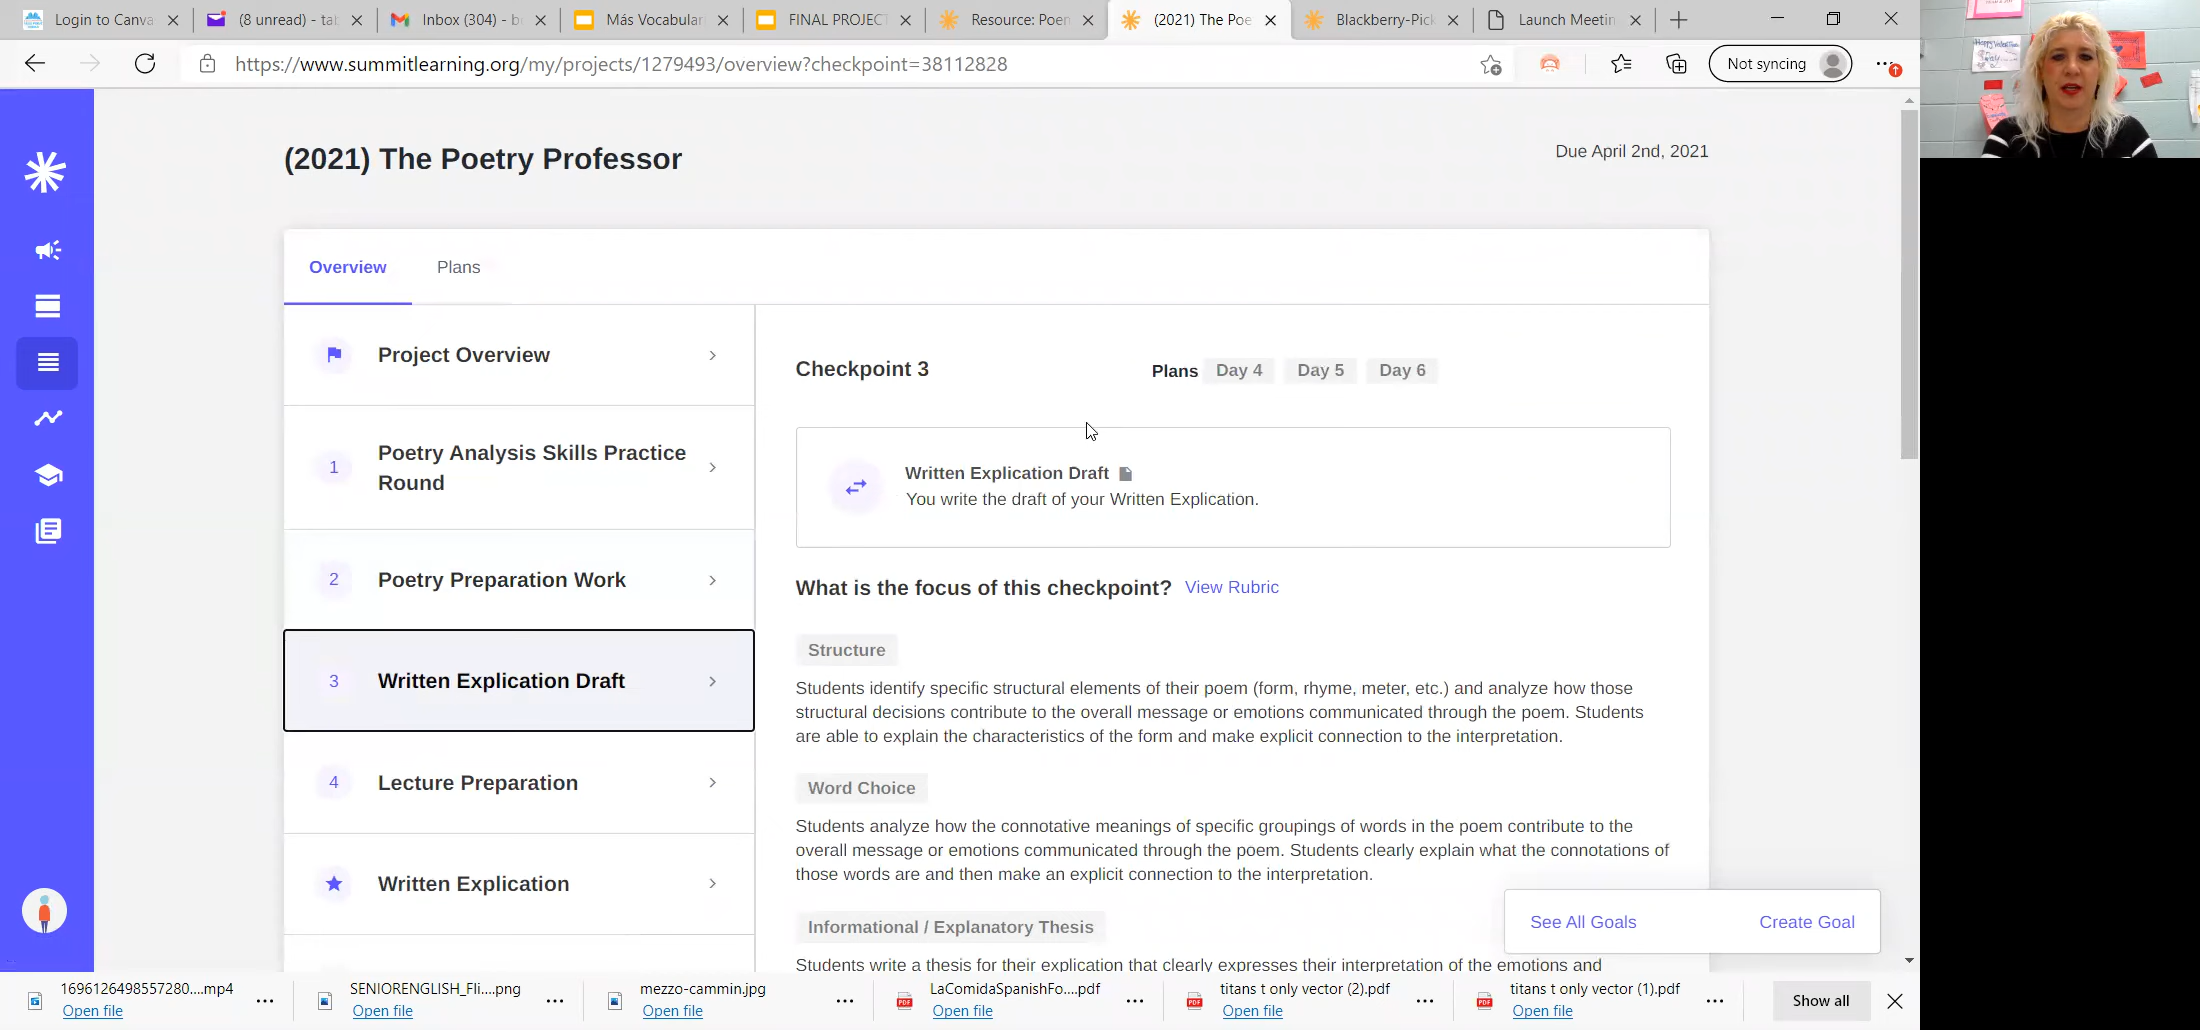 Login to Canva
(8 unread) - ta
Inbox (304) - b
Más Vocabula
FINAL PROJECT
Resource: Poe
(2021) The Poe
Blackberry-Pick
Launch Meetin
https://www.summitlearning.org/my/projects/1279493/overview?checkpoint=38112828
Not syncing
(2021) The Poetry Professor
Due April 2nd, 2021
Overview
Plans
Project Overview
1
Poetry Analysis Skills Practice
Round
2
Poetry Preparation Work
3
Written Explication Draft
4
Lecture Preparation
Written Explication
Checkpoint 3
Plans
Day 4
Day 5
Day 6
Written Explication Draft
You write the draft of your Written Explication.
What is the focus of this checkpoint?
View Rubric
Structure
Students identify specific structural elements of their poem (form, rhyme, meter, etc.) and analyze how those
structural decisions contribute to the overall message or emotions communicated through the poem. Students
are able to explain the characteristics of the form and make explicit connection to the interpretation.
Word Choice
Students analyze how the connotative meanings of specific groupings of words in the poem contribute to the
overall message or emotions communicated through the poem. Students clearly explain what the connotations of
those words are and then make an explicit connection to the interpretation.
Informational / Explanatory Thesis
Students write a thesis for their explication that clearly expresses their interpretation of the emotions and
See All Goals
Create Goal
1696126498557280....mp4
Open file
SENIORENGLISH_Fli....png
Open file
mezzo-cammin.jpg
Open file
LaComidaSpanishFo....pdf
Open file
titans t only vector (2).pdf
Open file
titans t only vector (1).pdf
Open file
Show all